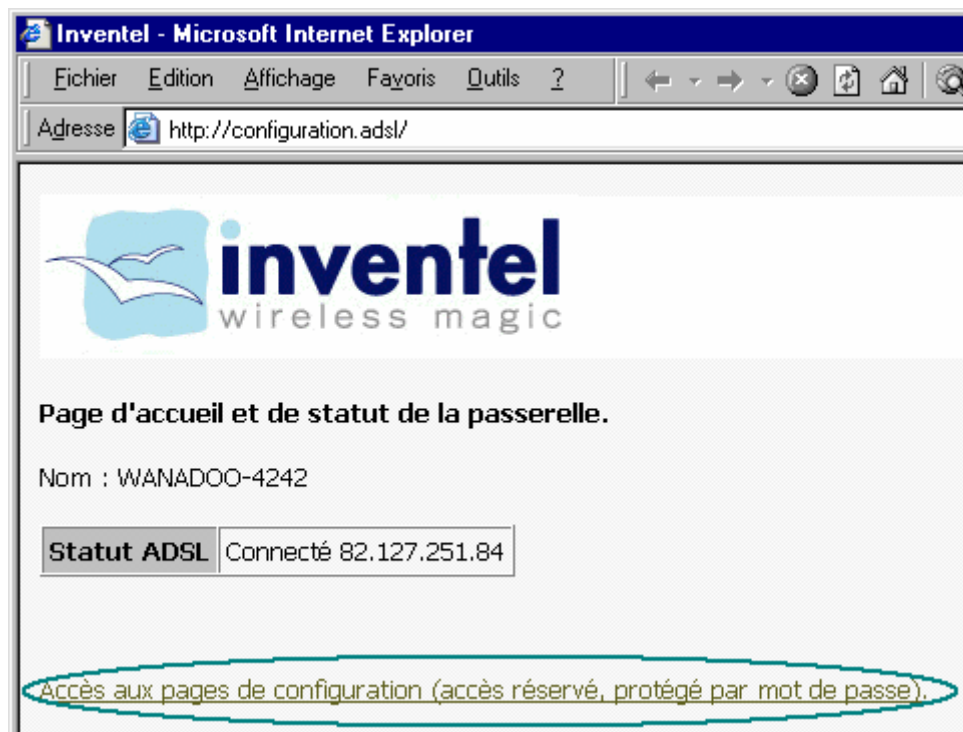 Inventel - Microsoft Internet Explorer
Fichier Edition Affichage Favoris Outils ?
Adresse http://configuration.adsl/
inventel
wireless magic
Page d'accueil et de statut de la passerelle.
Nom : WANADOO-4242
Statut ADSL Connecté 82.127.251.84
Accès aux pages de configuration (accès réservé, protégé par mot de passe).